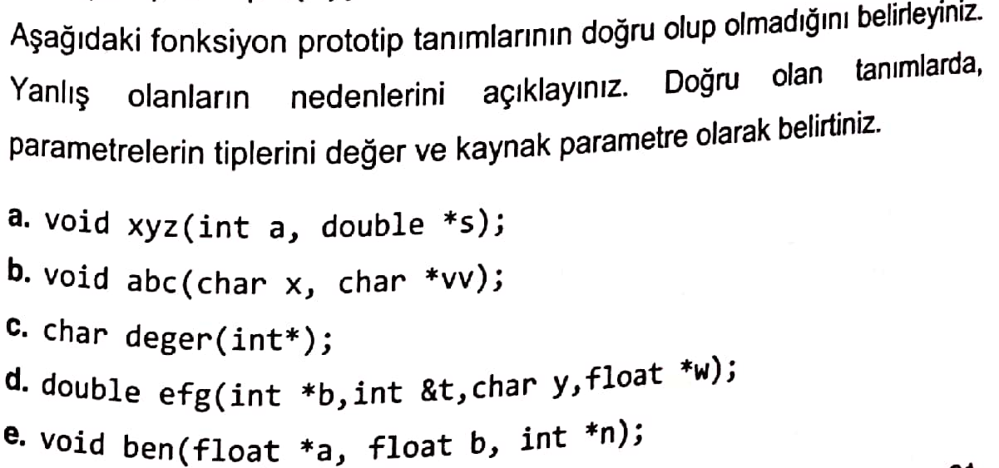 Aşağıdaki fonksiyon prototip tanımlarının doğru olup olmadığını belirleyiniz.
Yanlış olanların nedenlerini açıklayınız. Doğru olan tanımlarda,
parametrelerin tiplerini değer ve kaynak parametre olarak belirtiniz.
a. void xyz(int a, double *s);
b. void abc(char x, char *vv);
c. char deger(int*);
d. double efg(int *b,int &t,char y,float *w);
e. void ben(float *a, float b, int *n);